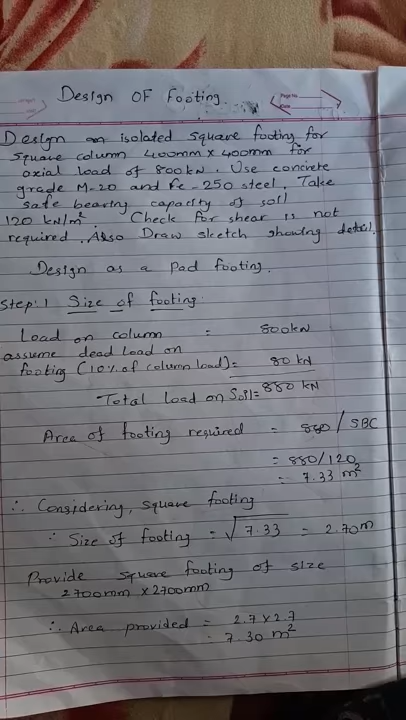 Design OF Footing.
Page No
Date
Design an isolated square footing for
square column 400mm x 400mm for
axial load of 800kN. Use concrete
grade M-20 and fe-250 steel. Take
safe bearing capacity of soil
120 kN/m². Check for shear is not
required. Also Draw sketch showing detail.
Design as a pad footing.
Step: 1 Size of footing.
Load on column = 800kN
assume dead load on
footing (10% of column load) = 80 kN
Total load on Soil = 880 kN
Area of footing required = 880 / SBC
= 880/120
= 7.33 m²
∴ Considering, square footing
∴ Size of footing = √7.33 = 2.70m
Provide square footing of size
2700mm x 2700mm
∴ Area provided = 2.7 x 2.7
= 7.30 m²